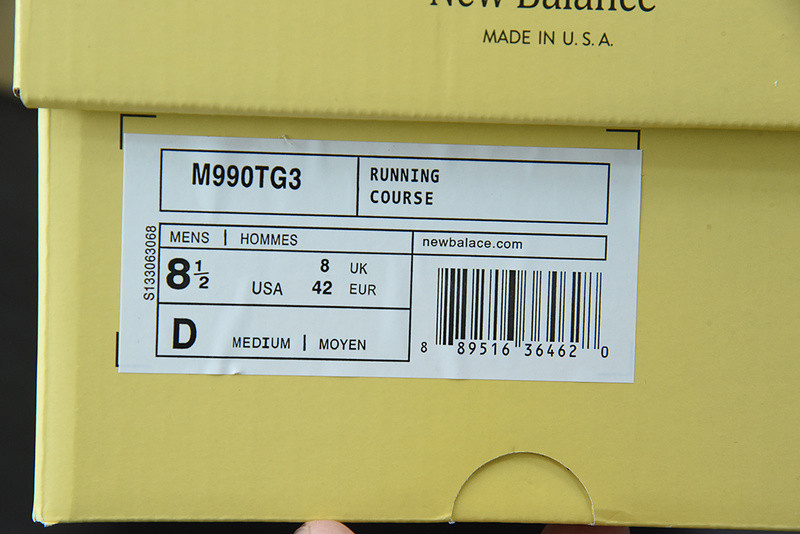 New Balance
MADE IN U.S.A.
M990TG3
RUNNING
COURSE
S133063068
MENS | HOMMES
newbalace.com
8½ USA
8 UK
42 EUR
D MEDIUM | MOYEN
8 89516 36462 0